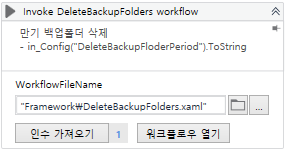 Invoke DeleteBackupFolders workflow
만기 백업폴더 삭제
- in_Config("DeleteBackupFloderPeriod").ToString
WorkflowFileName
"Framework₩DeleteBackupFolders.xaml"
...
인수 가져오기 1 워크플로우 열기